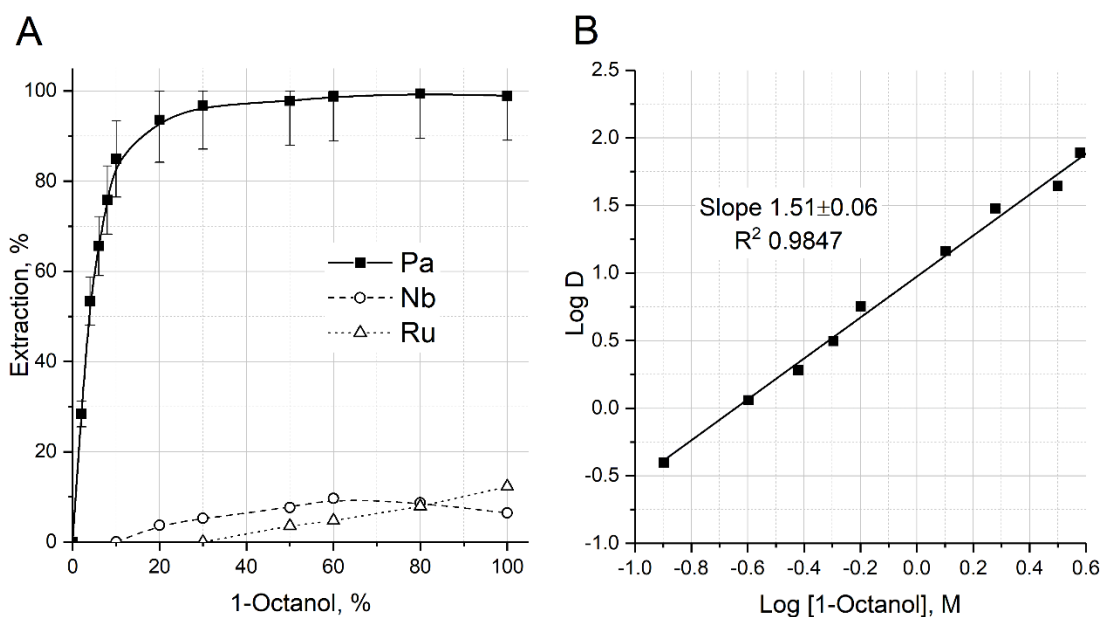 A
Extraction, %
100
80
60
40
20
0
Pa
Nb
Ru
0
20
40
60
80
100
1-Octanol, %
B
Log D
2.5
2.0
1.5
1.0
0.5
0.0
-0.5
-1.0
Slope 1.51±0.06
R² 0.9847
-1.0
-0.8
-0.6
-0.4
-0.2
0.0
0.2
0.4
0.6
Log [1-Octanol], M